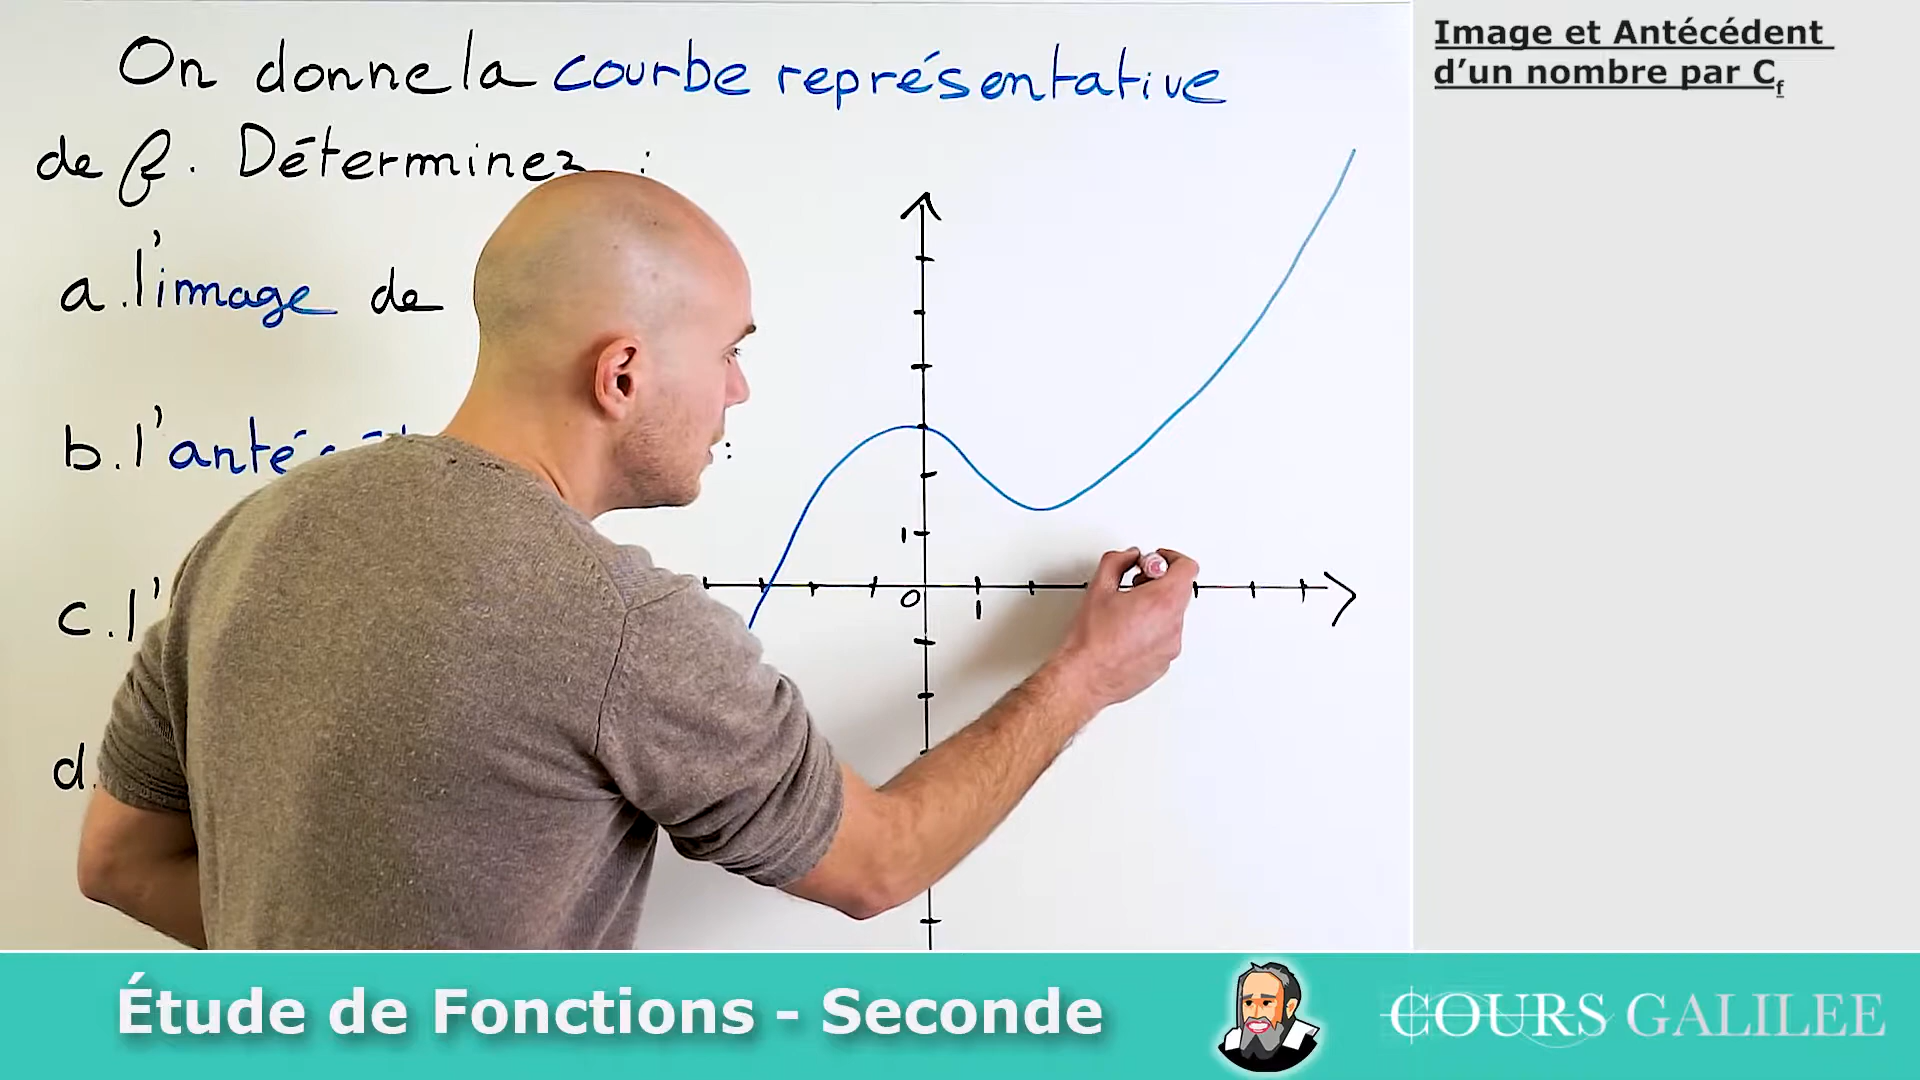 On donne la courbe représentative
de f. Déterminez :
a. l'image de
b. l'anté :
c. l'
d.
1
0 1
Image et Antécédent
d’un nombre par Cf
Étude de Fonctions - Seconde
COURS GALILEE